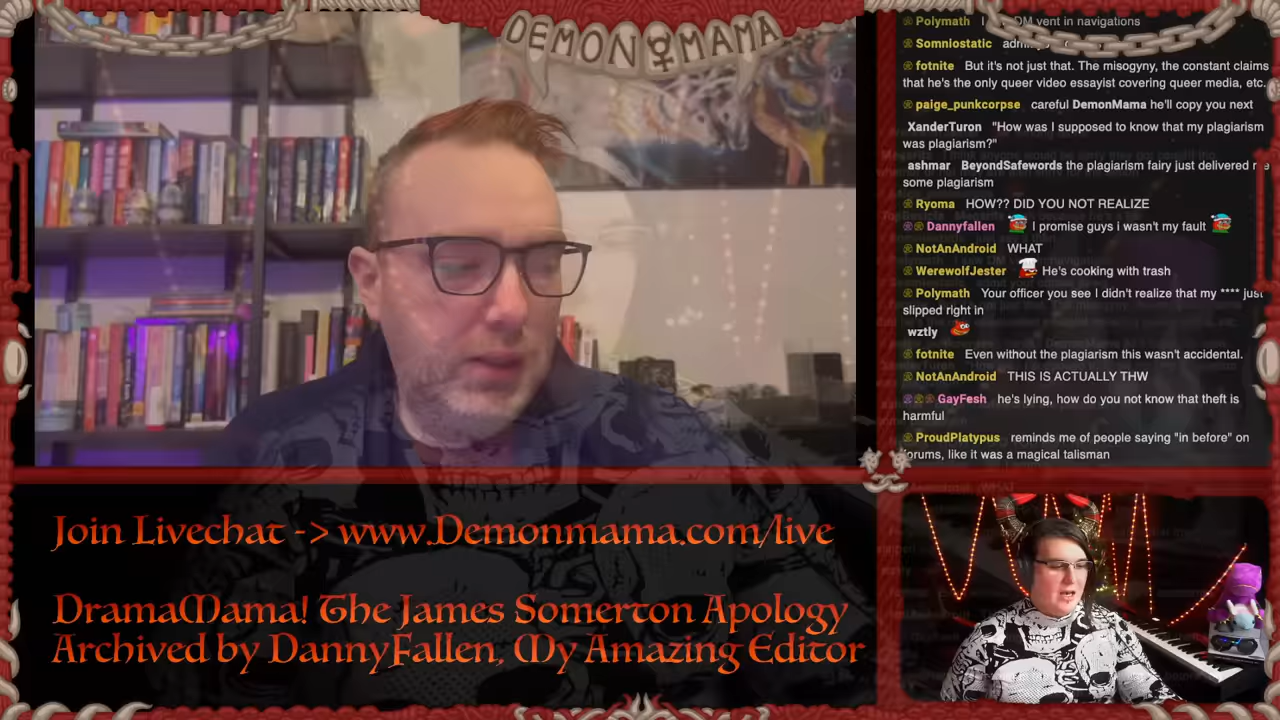 DEMON MAMA
Polymath I DM vent in navigations
Somniostatic
fotnite But it's not just that. The misogyny, the constant claims
that he's the only queer video essayist covering queer media, etc.
paige_punkcorpse careful DemonMama he'll copy you next
XanderTuron "How was I supposed to know that my plagiarism
was plagiarism?"
ashmar BeyondSafewords the plagiarism fairy just delivered me
some plagiarism
Ryoma HOW?? DID YOU NOT REALIZE
Dannyfallen I promise guys i wasn't my fault
NotAnAndroid WHAT
WerewolfJester He's cooking with trash
Polymath Your officer you see I didn't realize that my **** just
slipped right in
wztly
fotnite Even without the plagiarism this wasn't accidental.
NotAnAndroid THIS IS ACTUALLY THW
GayFesh he's lying, how do you not know that theft is
harmful
ProudPlatypus reminds me of people saying "in before" on
forums, like it was a magical talisman
Join Livechat -> www.Demonmama.com/live
DramaMama! The James Somerton Apology
Archived by DannyFallen, My Amazing Editor